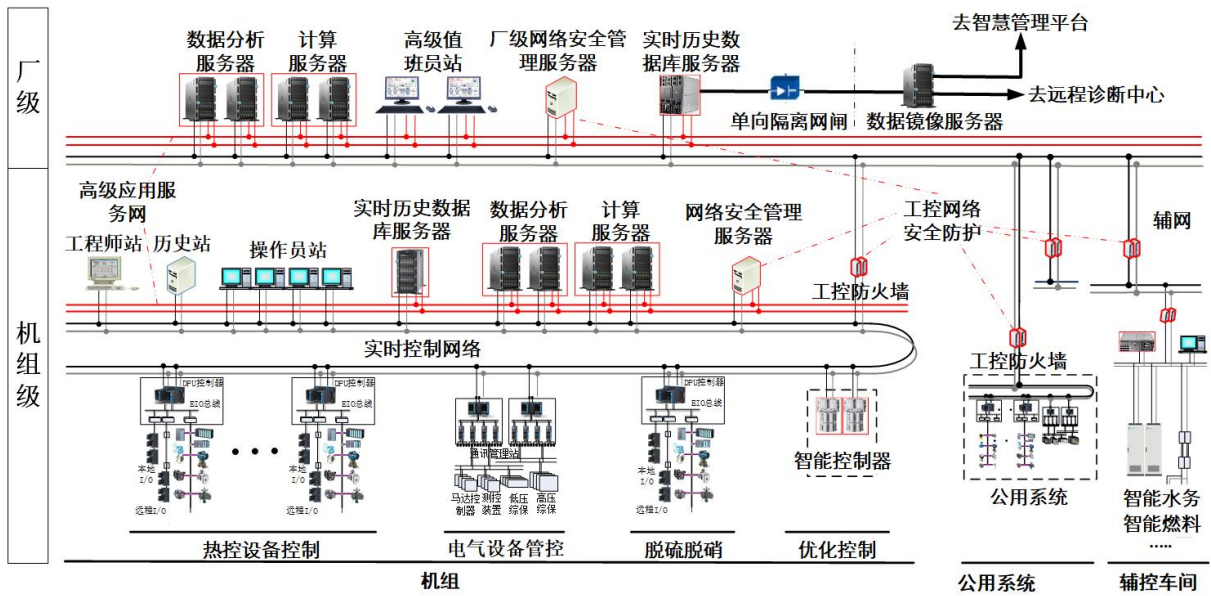 厂级
数据分析
服务器
计算
服务器
高级值
班员站
厂级网络安全管
理服务器
实时历史数
据库服务器
单向隔离网闸
数据镜像服务器
去智慧管理平台
去远程诊断中心
机组级
高级应用服
务网
工程师站
历史站
操作员站
实时历史数据
库服务器
数据分析
服务器
计算
服务器
网络安全管理
服务器
工控网络
安全防护
辅网
工控防火墙
实时控制网络
工控防火墙
DPU控制器
EIO总线
本地
I/O
远程I/O
DPU控制器
EIO总线
本地
I/O
远程I/O
通讯管理站
马达控
制器
测控
装置
低压
综保
高压
综保
DPU控制器
EIO总线
本地
I/O
远程I/O
智能控制器
公用系统
智能水务
智能燃料
.....
热控设备控制
电气设备管控
脱硫脱硝
优化控制
机组
公用系统
辅控车间